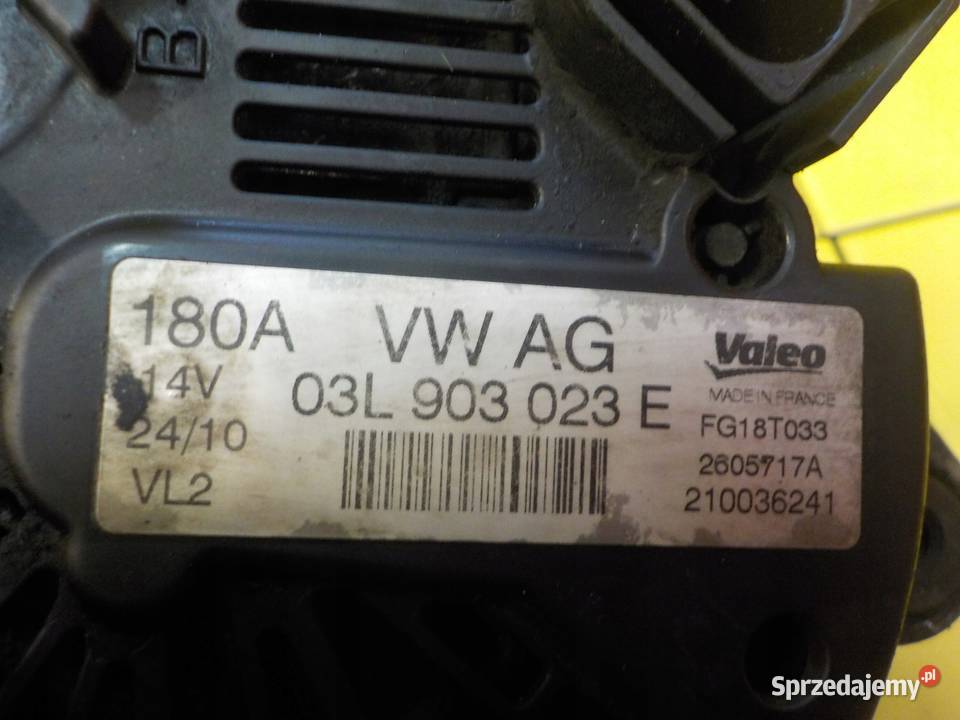 B
180A VW AG Valeo
14V 03L 903 023 E MADE IN FRANCE
24/10 FG18T033
2605717A
VL2 210036241
Sprzedajemy.pl